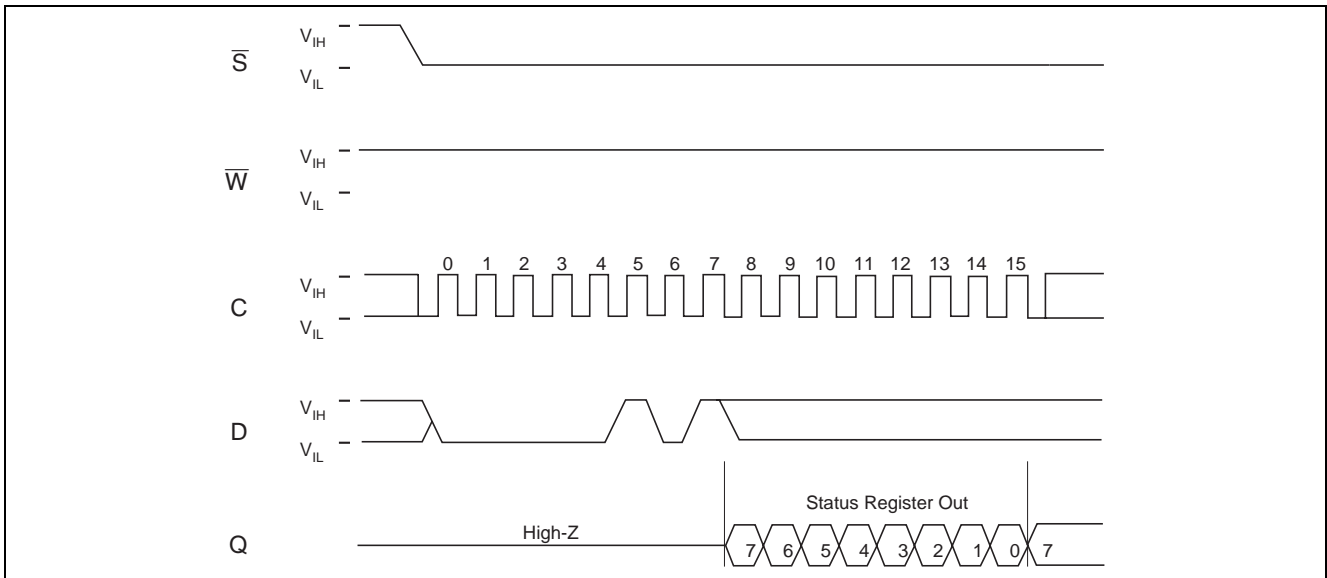 V_IH
S̅
V_IL
V_IH
W̅
V_IL
0 1 2 3 4 5 6 7 8 9 10 11 12 13 14 15
V_IH
C
V_IL
V_IH
D
V_IL
Status Register Out
High-Z
Q
7 6 5 4 3 2 1 0 7